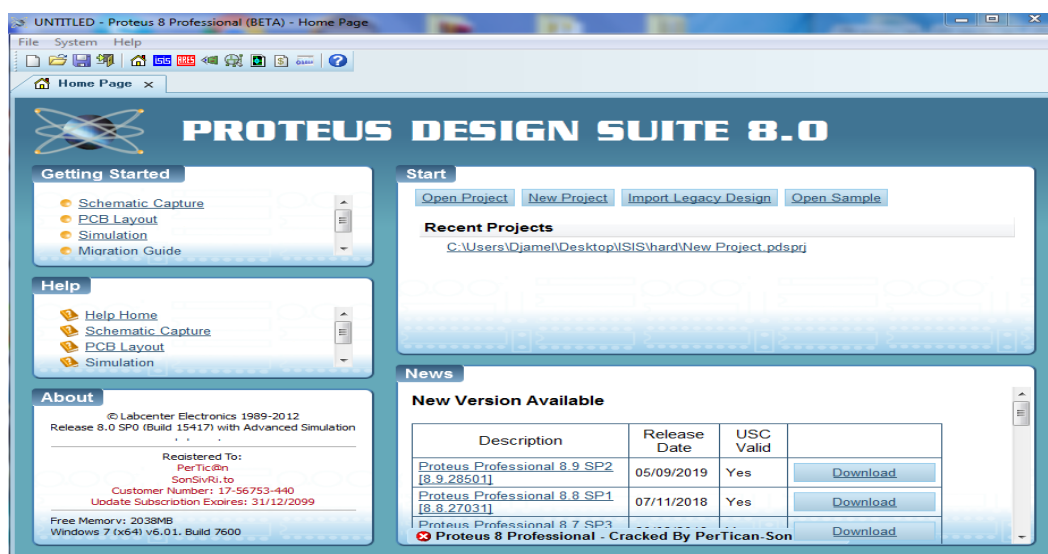 UNTITLED - Proteus 8 Professional (BETA) - Home Page
File System Help
Home Page x
PROTEUS DESIGN SUITE 8.0
Getting Started
Schematic Capture
PCB Layout
Simulation
Migration Guide
Help
Help Home
Schematic Capture
PCB Layout
Simulation
About
© Labcenter Electronics 1989-2012
Release 8.0 SP0 (Build 15417) with Advanced Simulation
Registered To:
PerTic@n
SonSivRi.to
Customer Number: 17-56753-440
Update Subscription Expires: 31/12/2099
Free Memory: 2038MB
Windows 7 (x64) v6.01, Build 7600
Start
Open Project New Project Import Legacy Design Open Sample
Recent Projects
C:\Users\Djamel\Desktop\ISIS\hard\New Project.pdsprj
News
New Version Available
Description Release Date USC Valid
Proteus Professional 8.9 SP2 [8.9.28501] 05/09/2019 Yes Download
Proteus Professional 8.8 SP1 [8.8.27031] 07/11/2018 Yes Download
Proteus Professional 8.7 SP3 Download
Proteus 8 Professional - Cracked By PerTican-Son